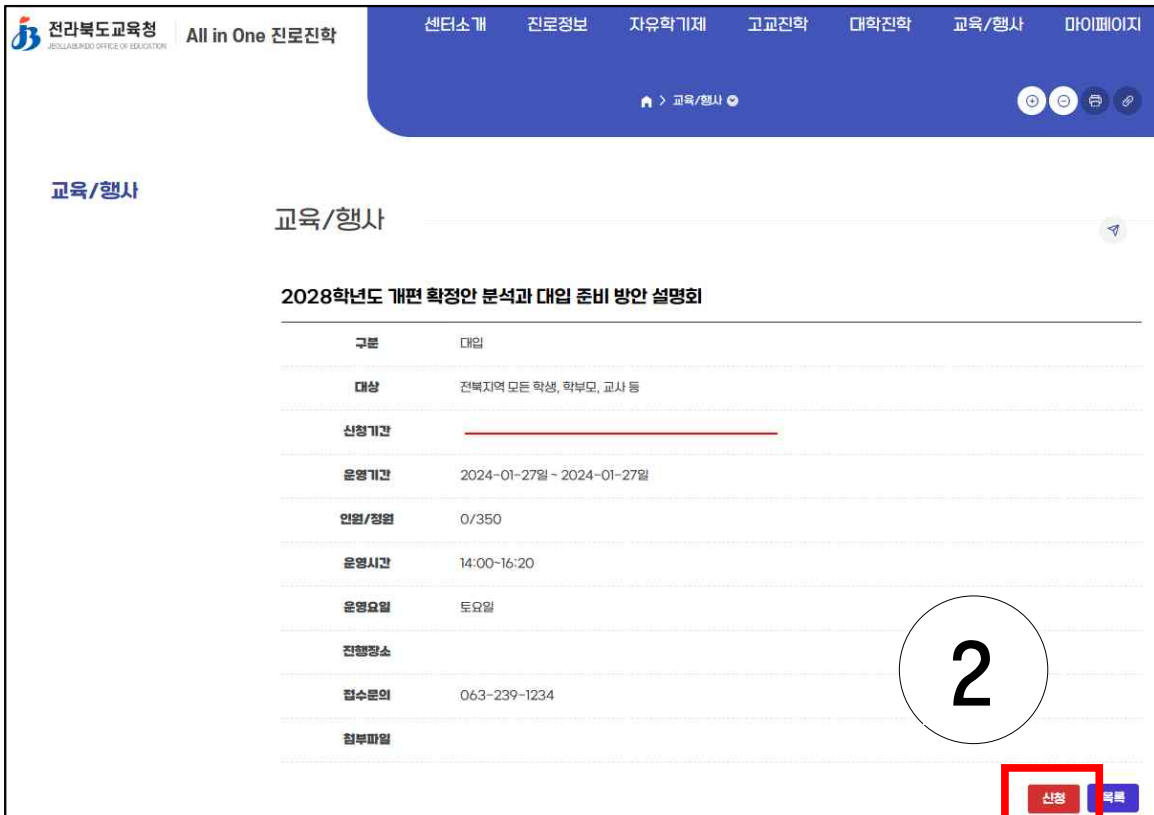 전라북도교육청
JEOLLABUKDO OFFICE OF EDUCATION
All in One 진로진학
센터소개 진로정보 자유학기제 고교진학 대학진학 교육/행사 마이페이지
> 교육/행사
교육/행사
교육/행사
2028학년도 개편 확정안 분석과 대입 준비 방안 설명회
구분 대입
대상 전북지역 모든 학생, 학부모, 교사 등
신청기간
운영기간 2024-01-27일 ~ 2024-01-27일
인원/정원 0/350
운영시간 14:00~16:20
운영요일 토요일
진행장소
접수문의 063-239-1234
첨부파일
2
신청 목록